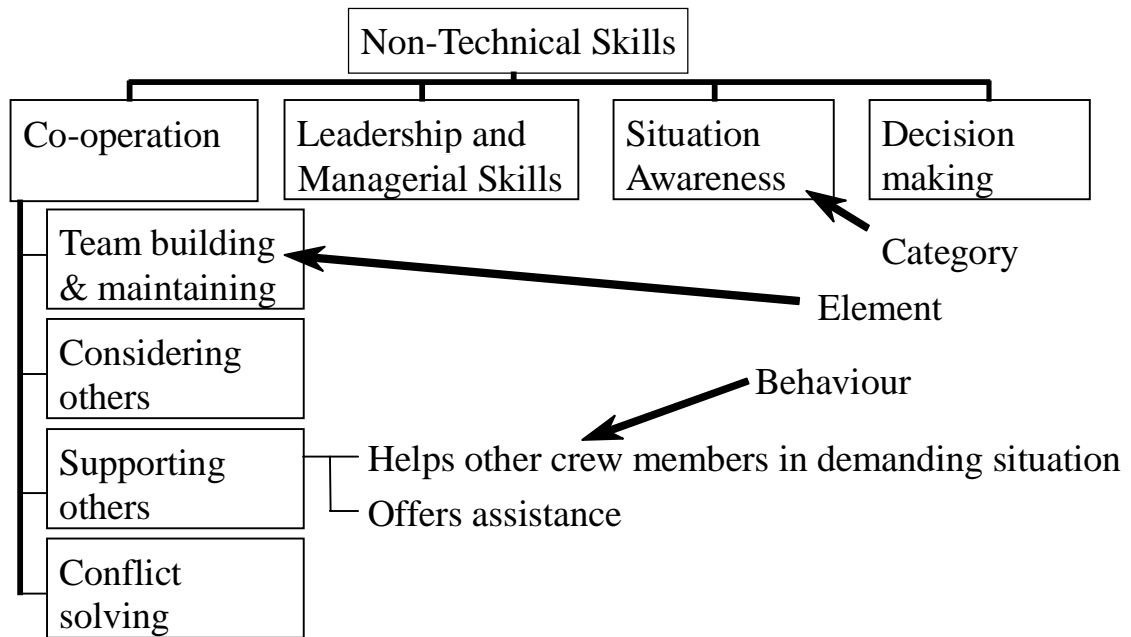 Non-Technical Skills
Co-operation
Leadership and
Managerial Skills
Situation
Awareness
Decision
making
Category
Team building
& maintaining
Element
Considering
others
Behaviour
Supporting
others
Helps other crew members in demanding situation
Offers assistance
Conflict
solving